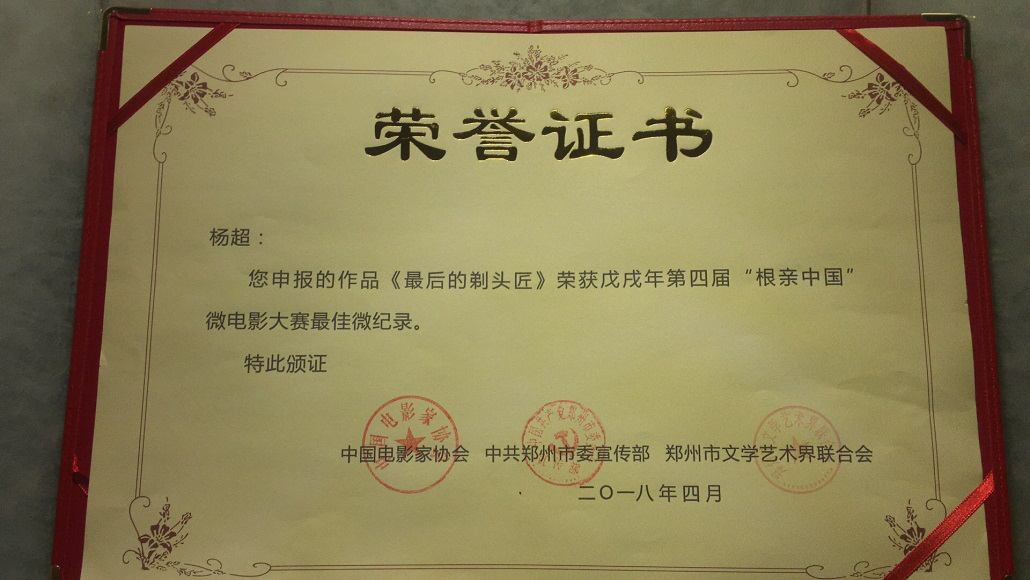 荣誉证书
杨超：
您申报的作品《最后的剃头匠》荣获戊戌年第四届“根亲中国”
微电影大赛最佳微纪录。
特此颁证
中国电影家协会 中共郑州市委宣传部 郑州市文学艺术界联合会
二〇一八年四月